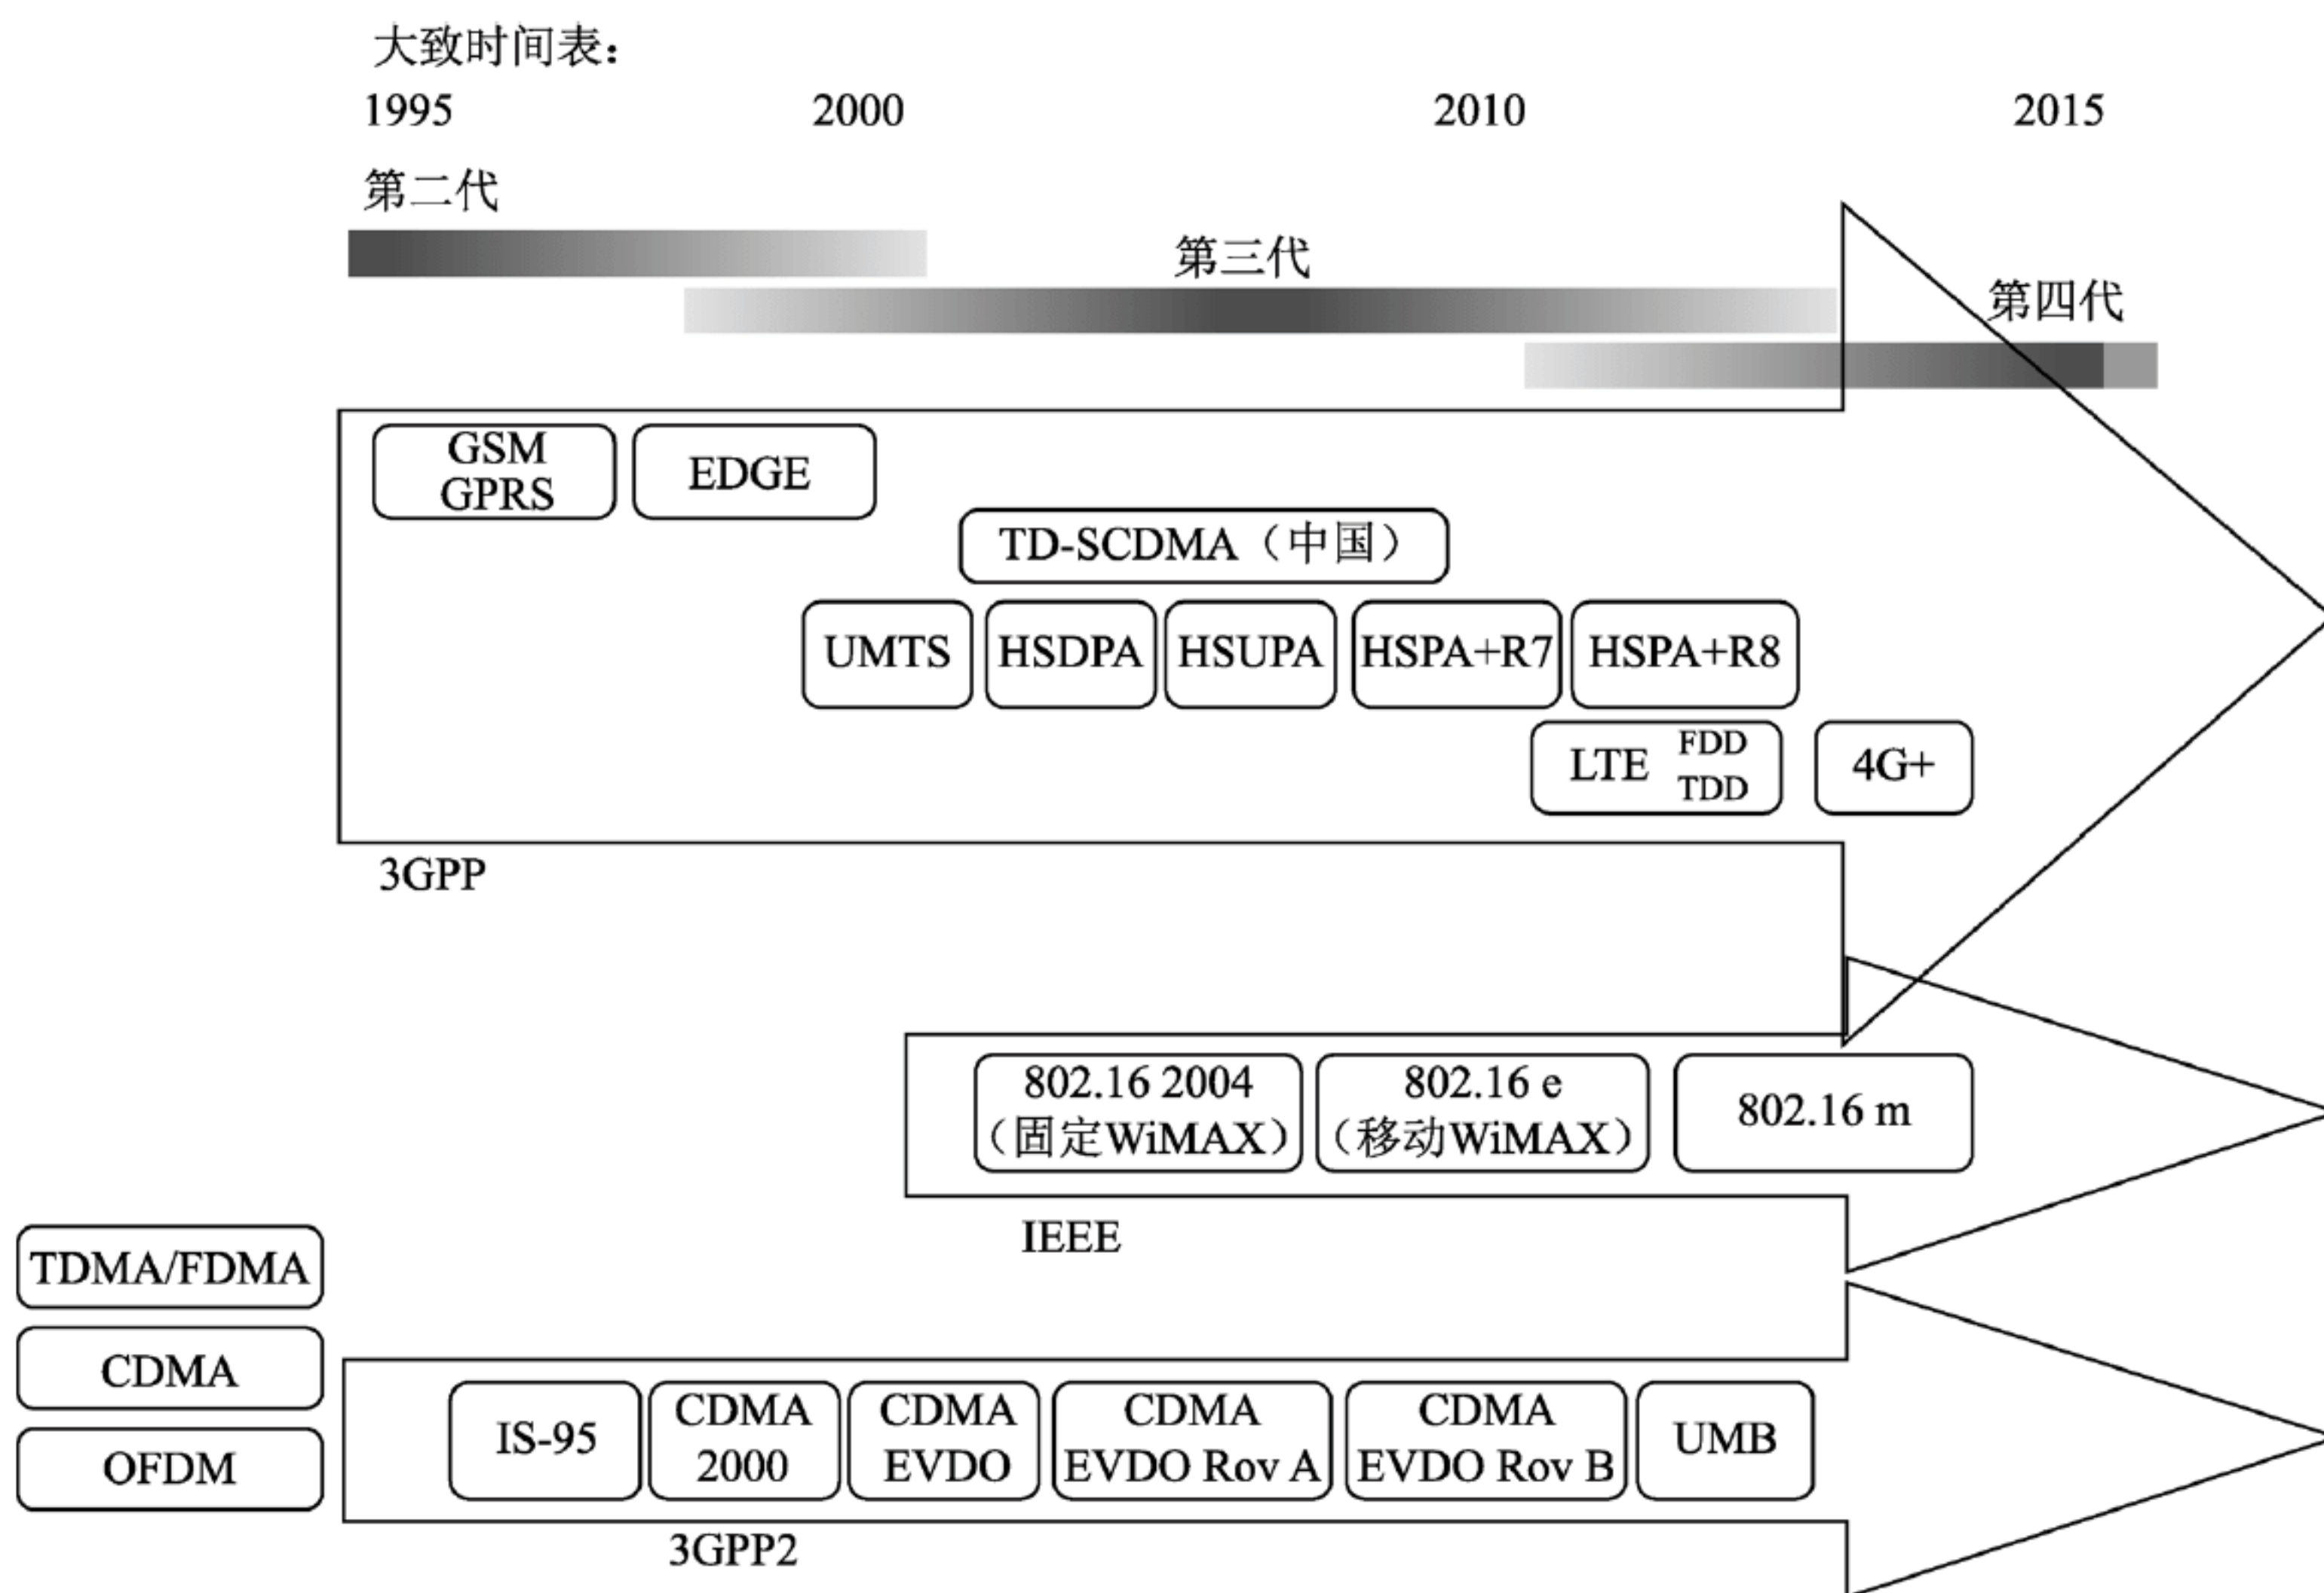 大致时间表：
1995 2000 2010 2015
第二代
第三代
第四代
GSM
GPRS
EDGE
TD-SCDMA（中国）
UMTS
HSDPA
HSUPA
HSPA+R7
HSPA+R8
LTE
FDD
TDD
4G+
3GPP
802.16 2004
（固定WiMAX）
802.16 e
（移动WiMAX）
802.16 m
IEEE
TDMA/FDMA
CDMA
OFDM
IS-95
CDMA
2000
CDMA
EVDO
CDMA
EVDO Rov A
CDMA
EVDO Rov B
UMB
3GPP2